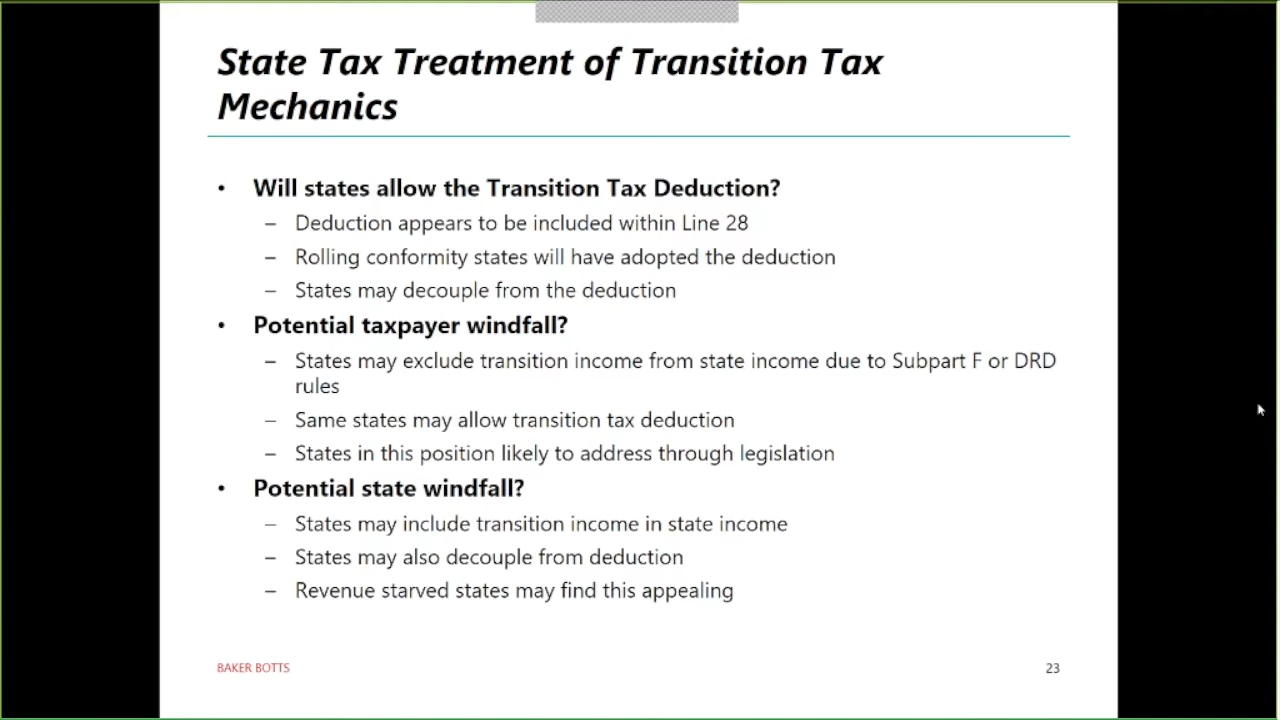 State Tax Treatment of Transition Tax
Mechanics
• Will states allow the Transition Tax Deduction?
– Deduction appears to be included within Line 28
– Rolling conformity states will have adopted the deduction
– States may decouple from the deduction
• Potential taxpayer windfall?
– States may exclude transition income from state income due to Subpart F or DRD
rules
– Same states may allow transition tax deduction
– States in this position likely to address through legislation
• Potential state windfall?
– States may include transition income in state income
– States may also decouple from deduction
– Revenue starved states may find this appealing
BAKER BOTTS
23